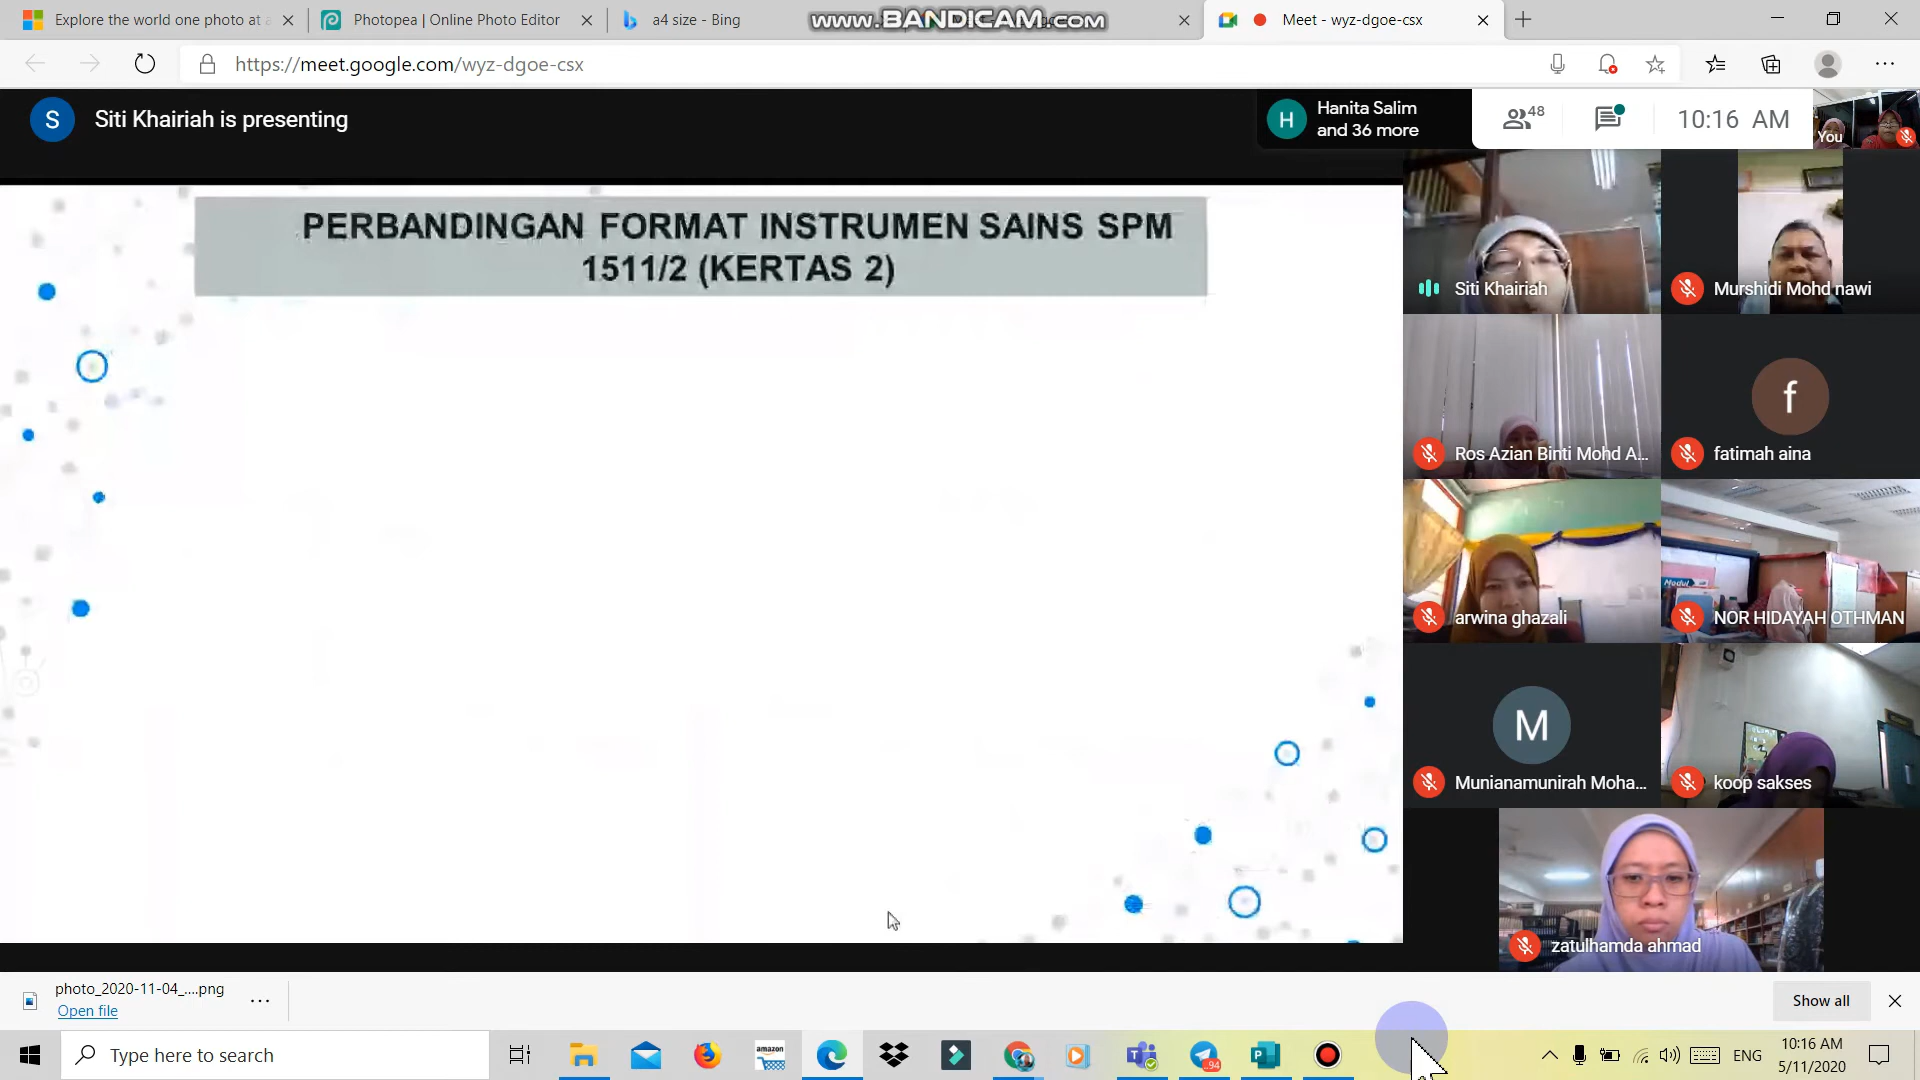 Explore the world one photo at a
Photopea | Online Photo Editor
a4 size - Bing
www.BANDICAM.com
Meet - wyz-dgoe-csx
https://meet.google.com/wyz-dgoe-csx
S
Siti Khairiah is presenting
H
Hanita Salim
and 36 more
48
10:16 AM
You
PERBANDINGAN FORMAT INSTRUMEN SAINS SPM
1511/2 (KERTAS 2)
Siti Khairiah
Murshidi Mohd nawi
Ros Azian Binti Mohd A...
f
fatimah aina
Modul
arwina ghazali
NOR HIDAYAH OTHMAN
M
Munianamunirah Moha...
koop sakses
zatulhamda ahmad
photo_2020-11-04_....png
Open file
Show all
Type here to search
amazon
94
ENG
10:16 AM
5/11/2020